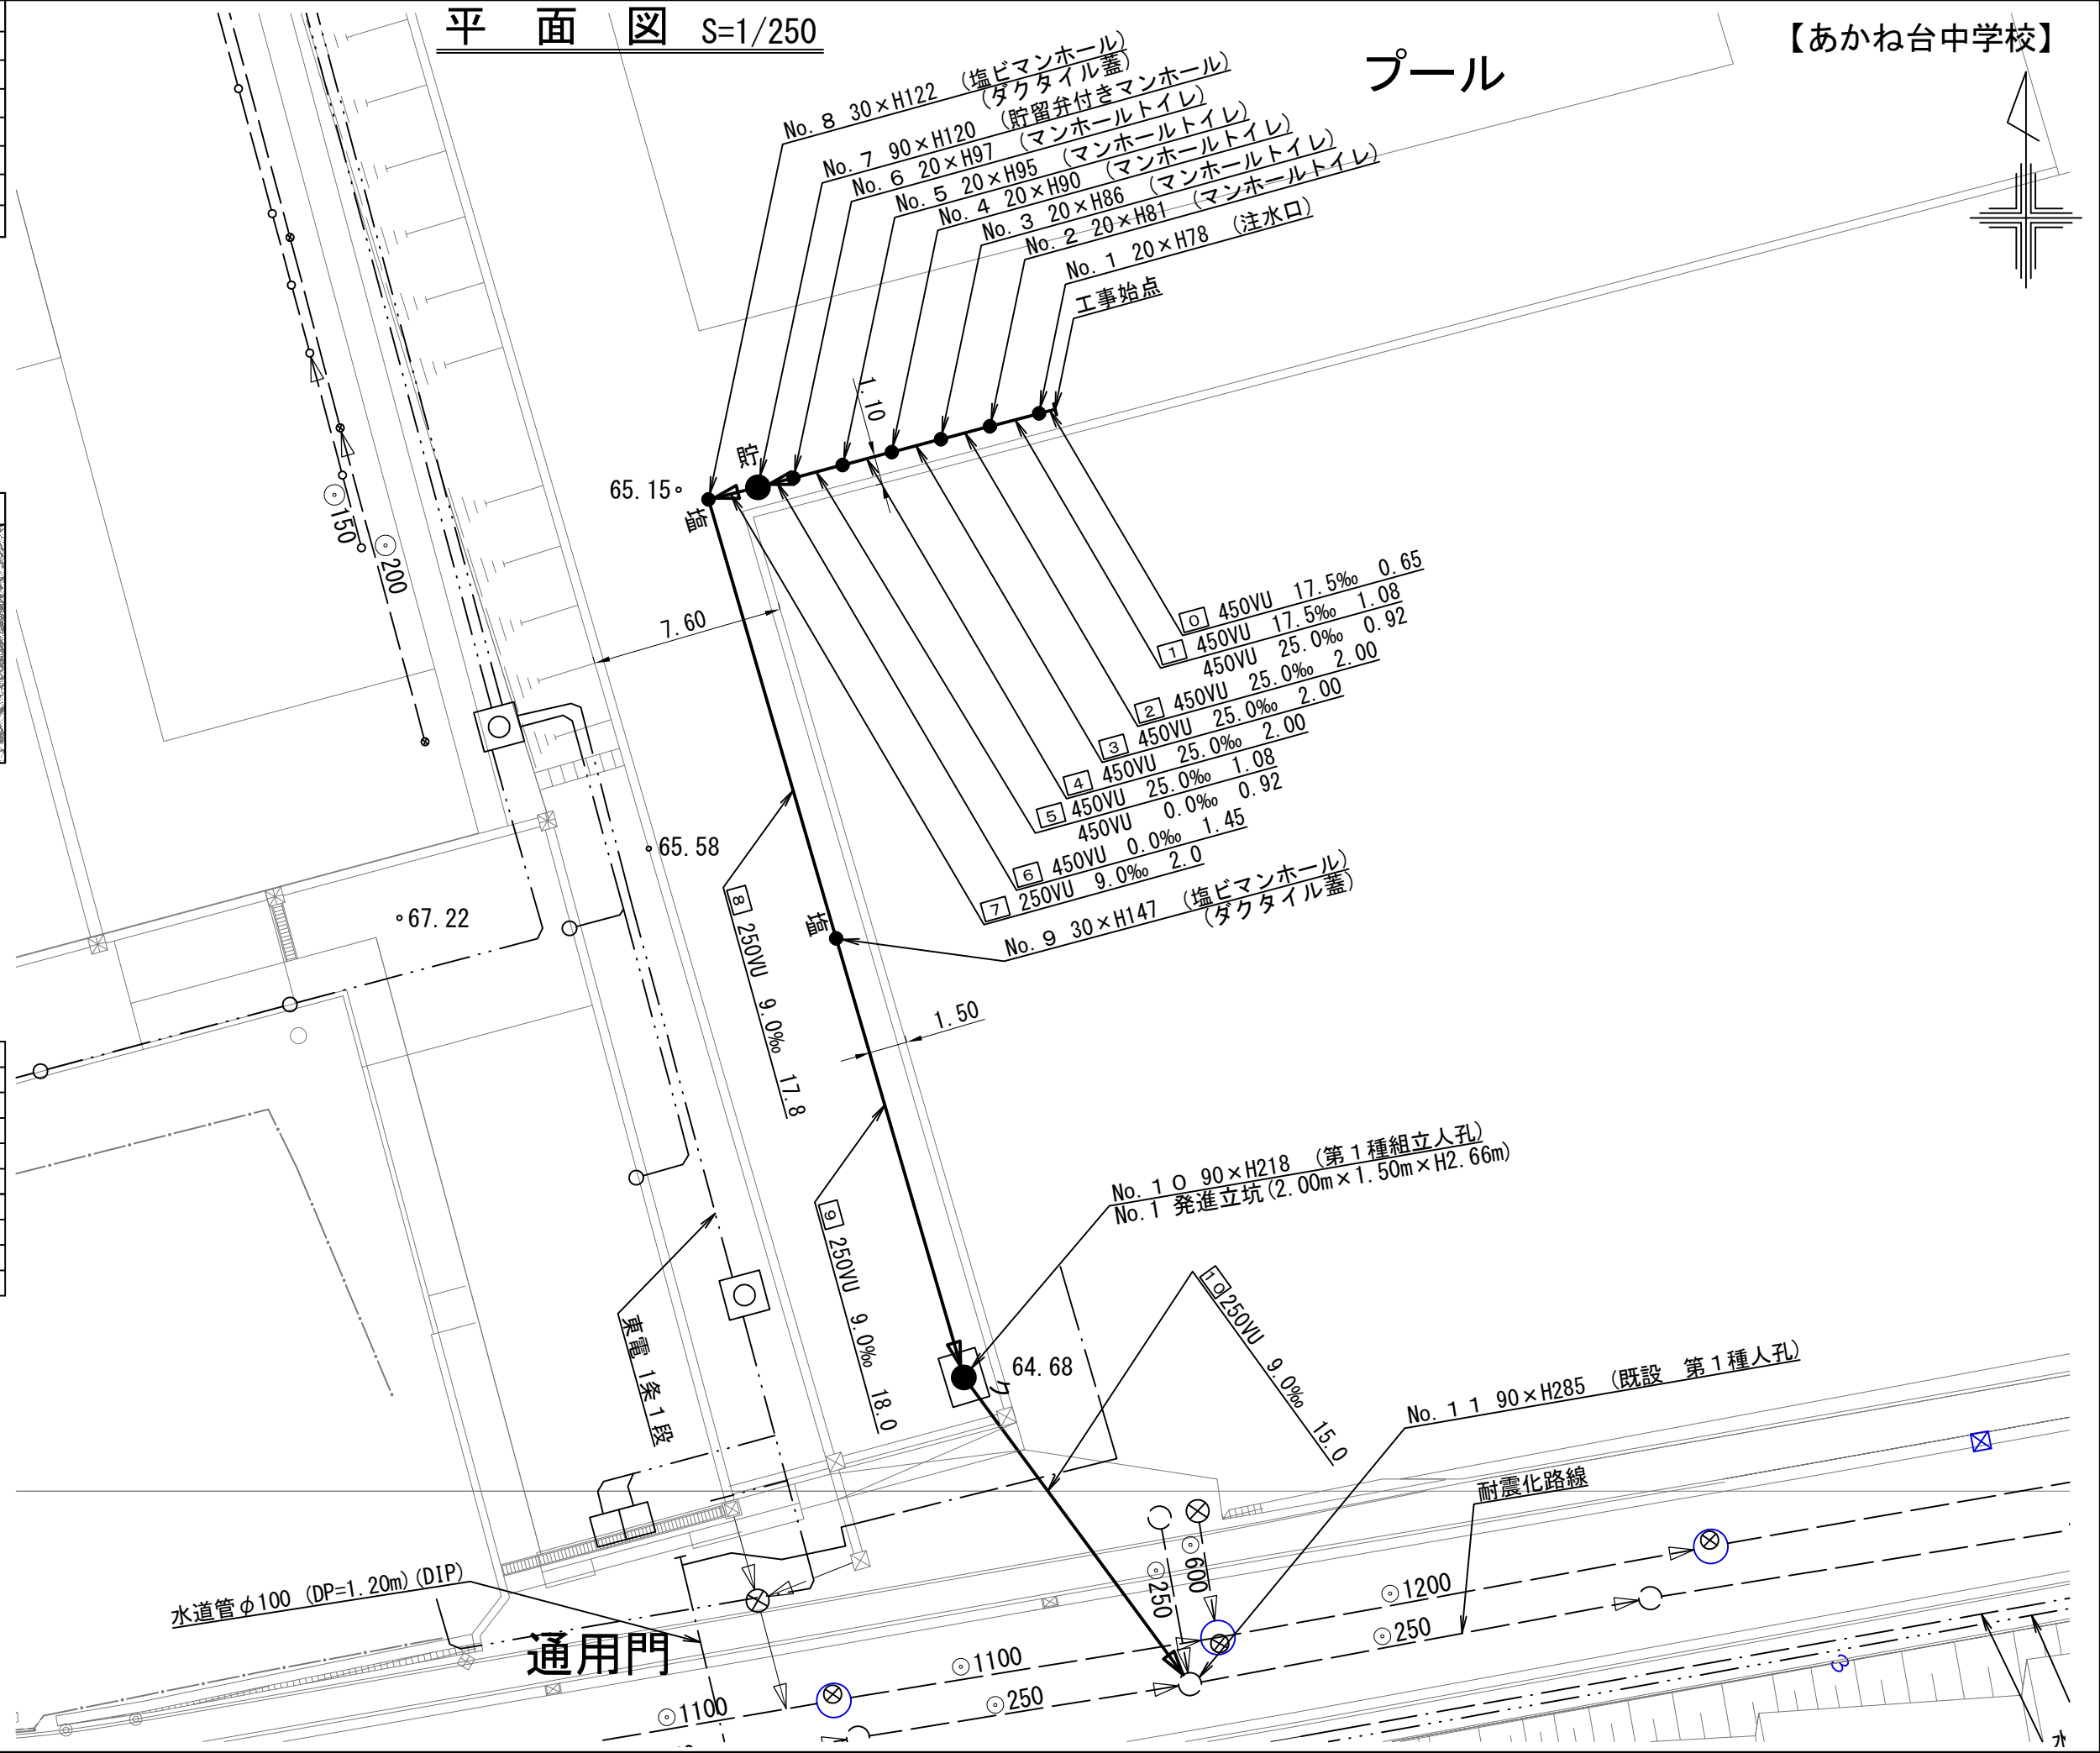 平 面 図 S=1/250
【あかね台中学校】
プール
No.8 30×H122 (塩ビマンホール)
(ダクタイル蓋)
No.7 90×H120 (貯留弁付きマンホール)
No.6 20×H97 (マンホールトイレ)
No.5 20×H95 (マンホールトイレ)
No.4 20×H90 (マンホールトイレ)
No.3 20×H86 (マンホールトイレ)
No.2 20×H81 (マンホールトイレ)
No.1 20×H78 (注水口)
工事始点
1.10
貯
65.15
塩
150
200
7.60
0 450VU 17.5‰ 0.65
1 450VU 17.5‰ 1.08
450VU 25.0‰ 0.92
2 450VU 25.0‰ 2.00
3 450VU 25.0‰ 2.00
4 450VU 25.0‰ 2.00
5 450VU 25.0‰ 1.08
450VU 0.0‰ 0.92
6 450VU 0.0‰ 1.45
7 250VU 9.0‰ 2.0
No.9 30×H147 (塩ビマンホール)
(ダクタイル蓋)
65.58
67.22
塩
8 250VU 9.0‰ 17.8
1.50
No.10 90×H218 (第1種組立人孔)
No.1 発進立坑(2.00m×1.50m×H2.66m)
9 250VU 9.0‰ 18.0
10 250VU 9.0‰ 15.0
東電 1条1段
64.68
ク
No.11 90×H285 (既設 第1種人孔)
耐震化路線
水道管φ100 (DP=1.20m)(DIP)
通用門
250
600
1200
250
1100
250
1100